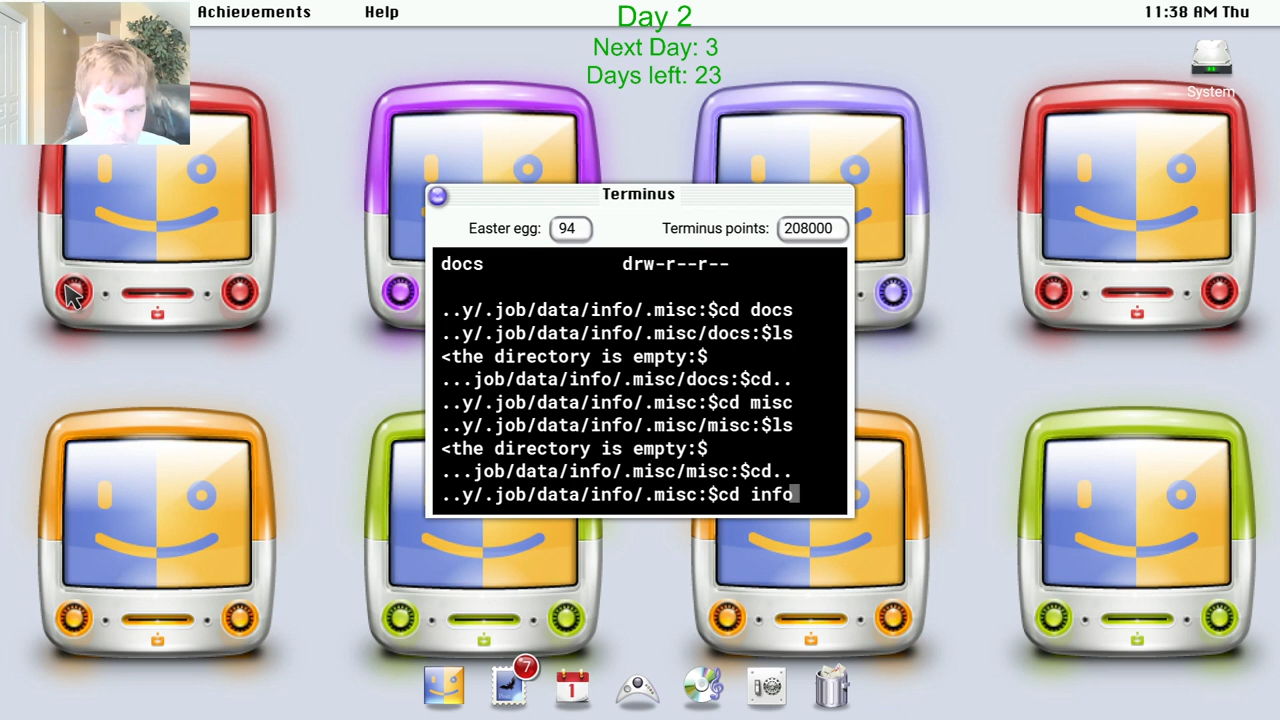 Achievements Help
Day 2
11:38 AM Thu
Next Day: 3
Days left: 23
System
Terminus
Easter egg: 94 Terminus points: 208000
docs drw-r--r--
..y/.job/data/info/.misc:$cd docs
..y/.job/data/info/.misc/docs:$ls
<the directory is empty:$
...job/data/info/.misc/docs:$cd..
..y/.job/data/info/.misc:$cd misc
..y/.job/data/info/.misc/misc:$ls
<the directory is empty:$
...job/data/info/.misc/misc:$cd..
..y/.job/data/info/.misc:$cd info
7
1